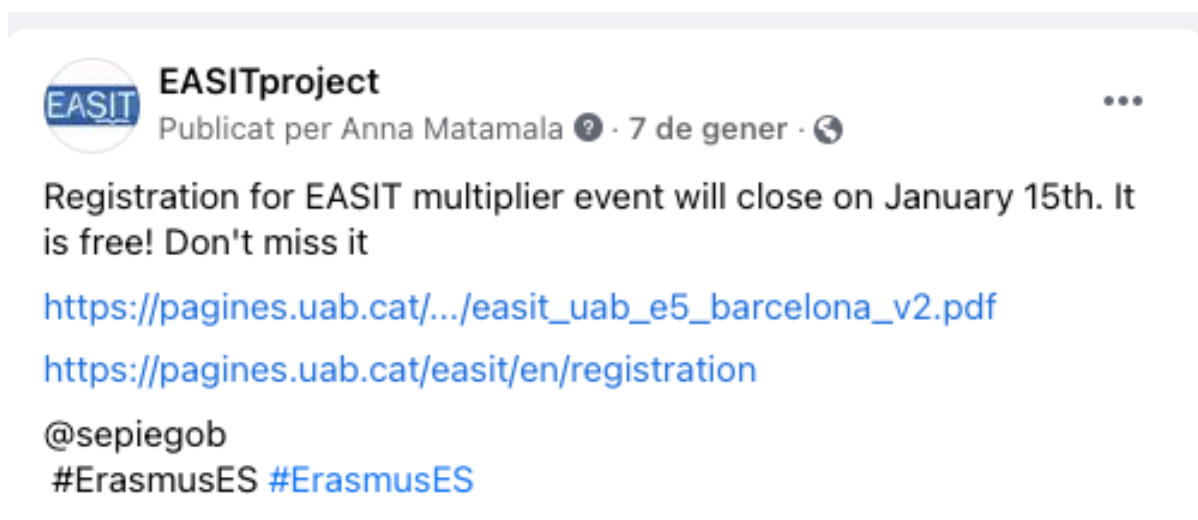 EASIT
EASITproject
Publicat per Anna Matamala · 7 de gener ·
Registration for EASIT multiplier event will close on January 15th. It
is free! Don't miss it
https://pagines.uab.cat/.../easit_uab_e5_barcelona_v2.pdf
https://pagines.uab.cat/easit/en/registration
@sepiegob
#ErasmusES #ErasmusES